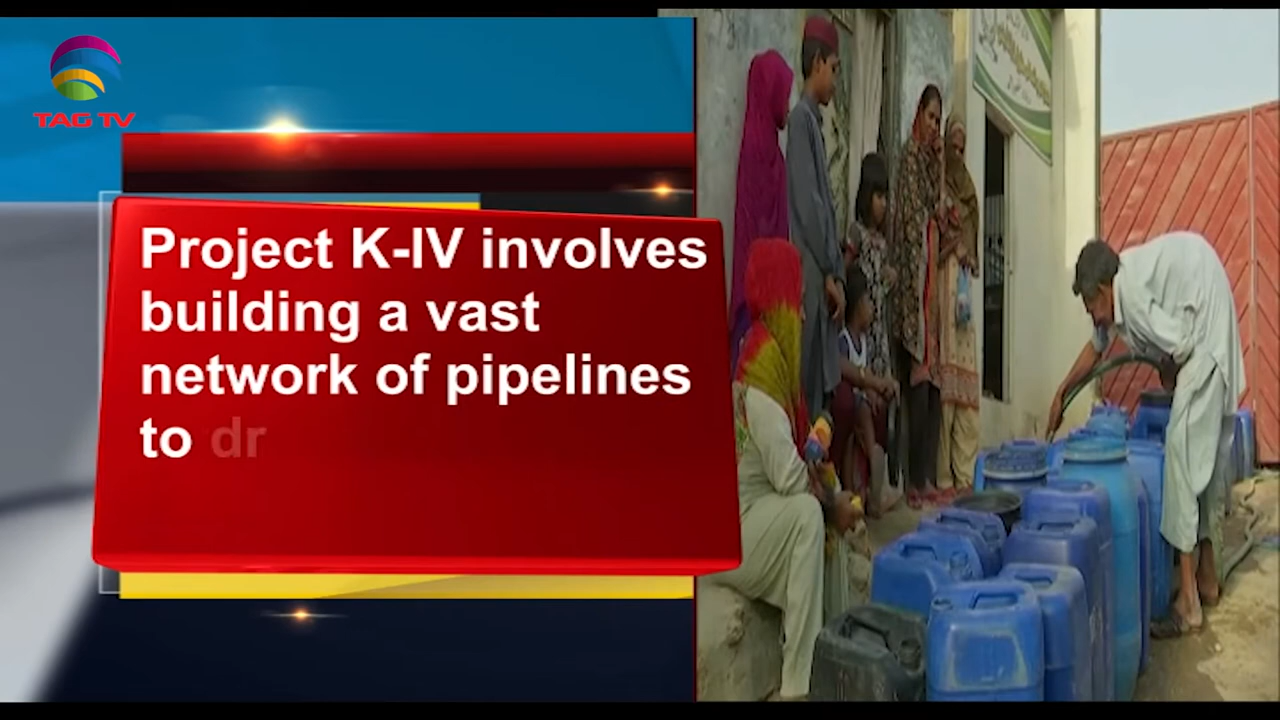 TAG TV
Project K-IV involves
building a vast
network of pipelines
to dr